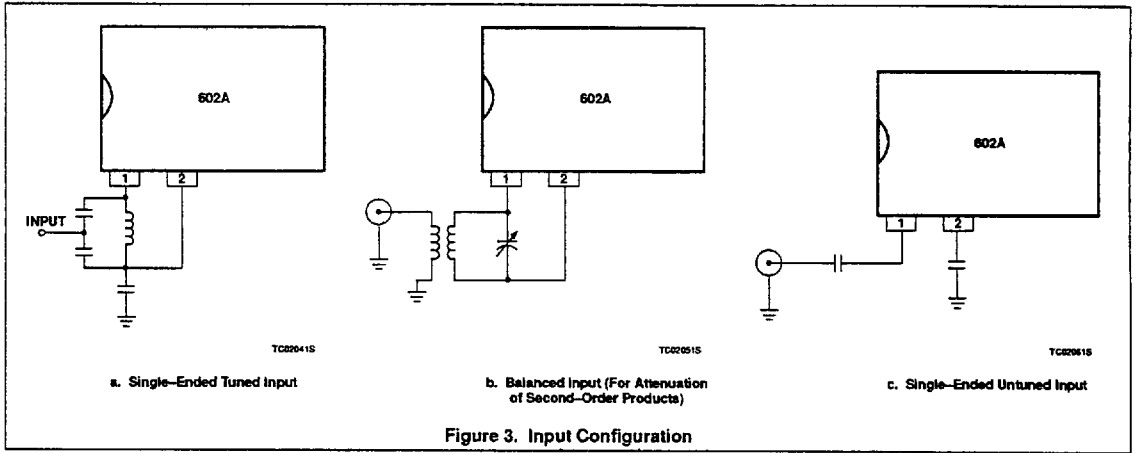 602A
1
2
INPUT
TC02041S
a. Single–Ended Tuned Input
602A
1
2
TC02051S
b. Balanced Input (For Attenuation
of Second–Order Products)
602A
1
2
TC02061S
c. Single–Ended Untuned Input
Figure 3. Input Configuration